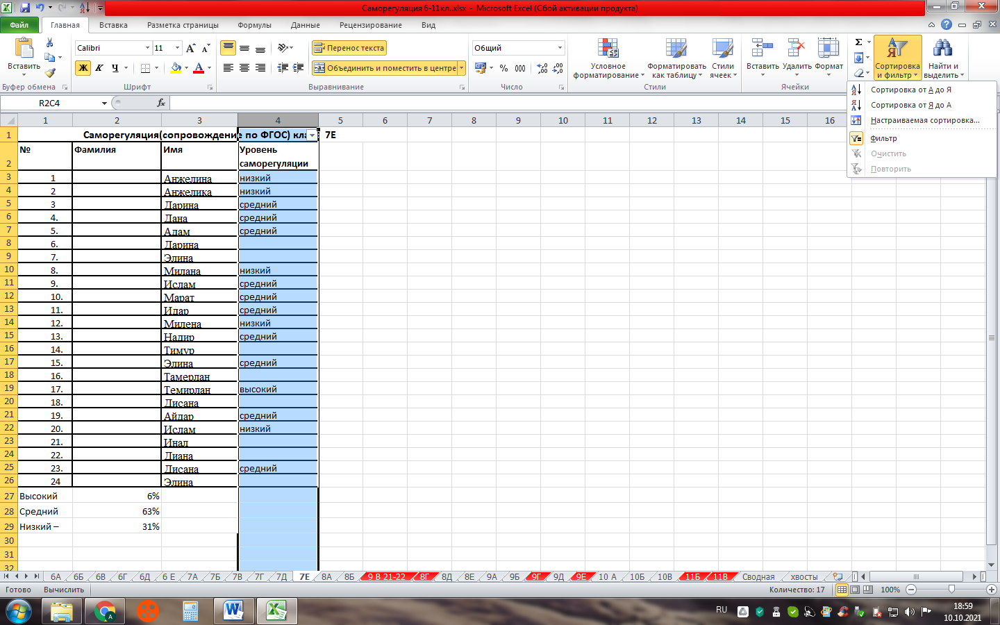 Саморегуляция 6-11кл..xlsx - Microsoft Excel (Сбой активации продукта)
Файл Главная Вставка Разметка страницы Формулы Данные Рецензирование Вид
Вставить
Буфер обмена
Calibri 11
Ж К Ч
Шрифт
Перенос текста
Объединить и поместить в центре
Выравнивание
Общий
% 000
Число
Условное форматирование
Форматировать как таблицу
Стили ячеек
Стили
Вставить Удалить Формат
Ячейки
Σ
Сортировка и фильтр
Найти и выделить
Сортировка от А до Я
Сортировка от Я до А
Настраиваемая сортировка...
Фильтр
Очистить
Повторить
R2C4 fx
1 2 3 4 5 6 7 8 9 10 11 12 13 14 15 16
1 Саморегуляция(сопровождение по ФГОС) кла 7Е
2 № Фамилия Имя Уровень саморегуляции
3 1 Анжелина низкий
4 2 Анжелика низкий
5 3 Дарина средний
6 4. Дана средний
7 5. Адам средний
8 6. Дарина
9 7. Элина
10 8. Милана низкий
11 9. Ислам средний
12 10. Марат средний
13 11. Идар средний
14 12. Милена низкий
15 13. Надир средний
16 14. Тимур
17 15. Элина средний
18 16. Тамерлан
19 17. Темирлан высокий
20 18. Дисана
21 19. Айдар средний
22 20. Ислам низкий
23 21. Инал
24 22. Диана
25 23. Дисана средний
26 24 Элина
27 Высокий 6%
28 Средний 63%
29 Низкий – 31%
30
31
32
6А 6Б 6В 6Г 6Д 6 Е 7А 7Б 7В 7Г 7Д 7Е 8А 8Б 9 В 21-22 8Г 8Д 8Е 9А 9Б 9Г 9Д 9Е 10 А 10Б 10В 11Б 11В Сводная хвосты
Готово Вычислить Количество: 17 100%
RU 18:59
10.10.2021